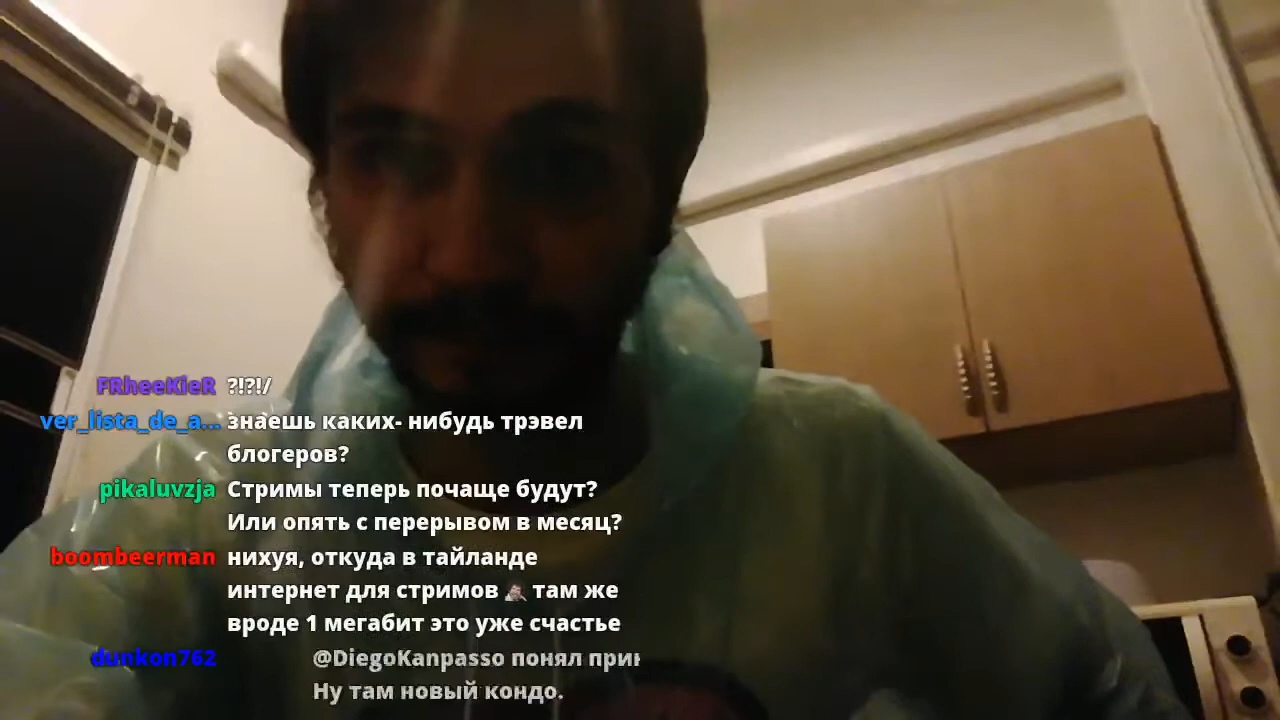 FRheeKieR ?!?!/
ver_lista_de_a... знаешь каких- нибудь трэвел
блогеров?
pikaluvzja Стримы теперь почаще будут?
Или опять с перерывом в месяц?
boombeerman нихуя, откуда в тайланде
интернет для стримов там же
вроде 1 мегабит это уже счастье
dunkon762 @DiegoKanpasso понял
Ну там новый кондо.